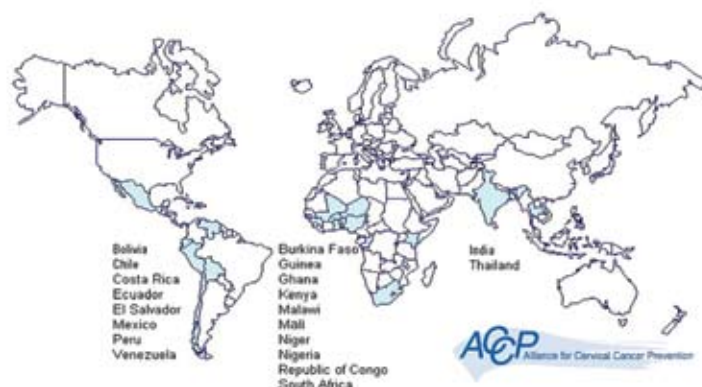 Bolivia
Chile
Costa Rica
Ecuador
El Salvador
Mexico
Peru
Venezuela
Burkina Faso
Guinea
Ghana
Kenya
Malawi
Mali
Niger
Nigeria
Republic of Congo
South Africa
India
Thailand
ACCP
Alliance for Cervical Cancer Prevention